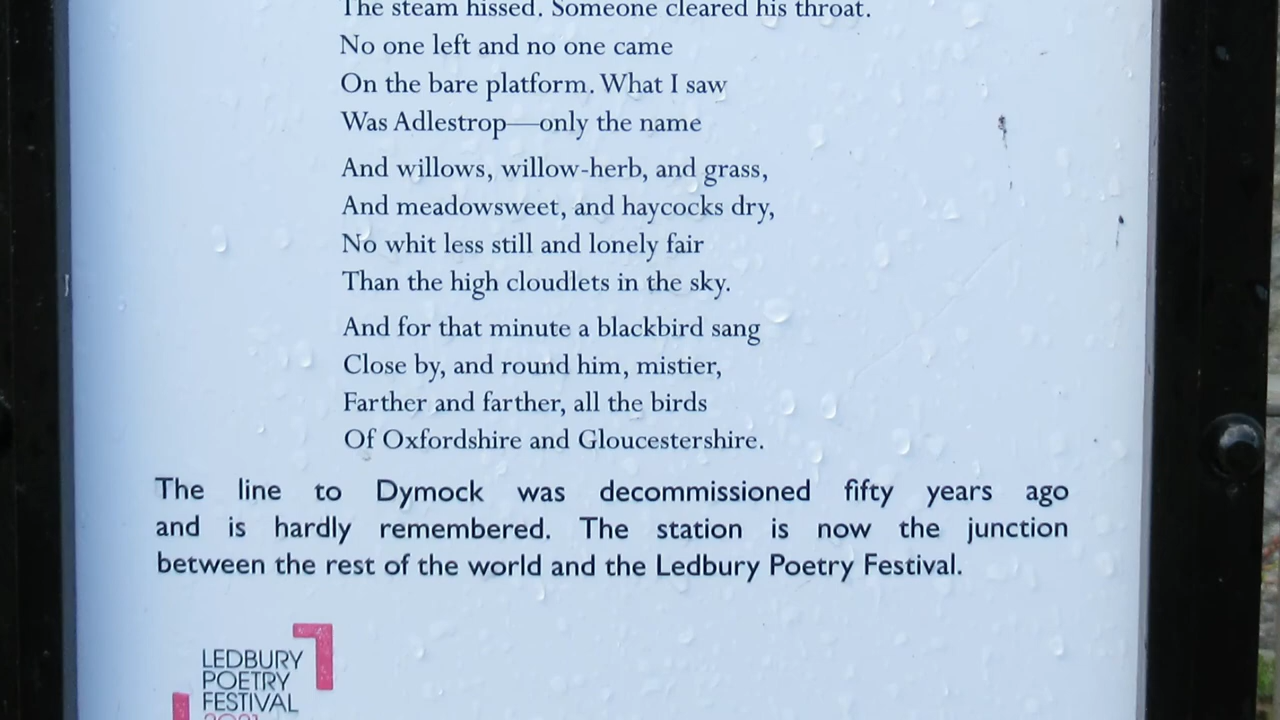 The steam hissed. Someone cleared his throat.
No one left and no one came
On the bare platform. What I saw
Was Adlestrop—only the name
And willows, willow-herb, and grass,
And meadowsweet, and haycocks dry,
No whit less still and lonely fair
Than the high cloudlets in the sky.
And for that minute a blackbird sang
Close by, and round him, mistier,
Farther and farther, all the birds
Of Oxfordshire and Gloucestershire.
The line to Dymock was decommissioned fifty years ago
and is hardly remembered. The station is now the junction
between the rest of the world and the Ledbury Poetry Festival.
LEDBURY
POETRY
FESTIVAL
2021